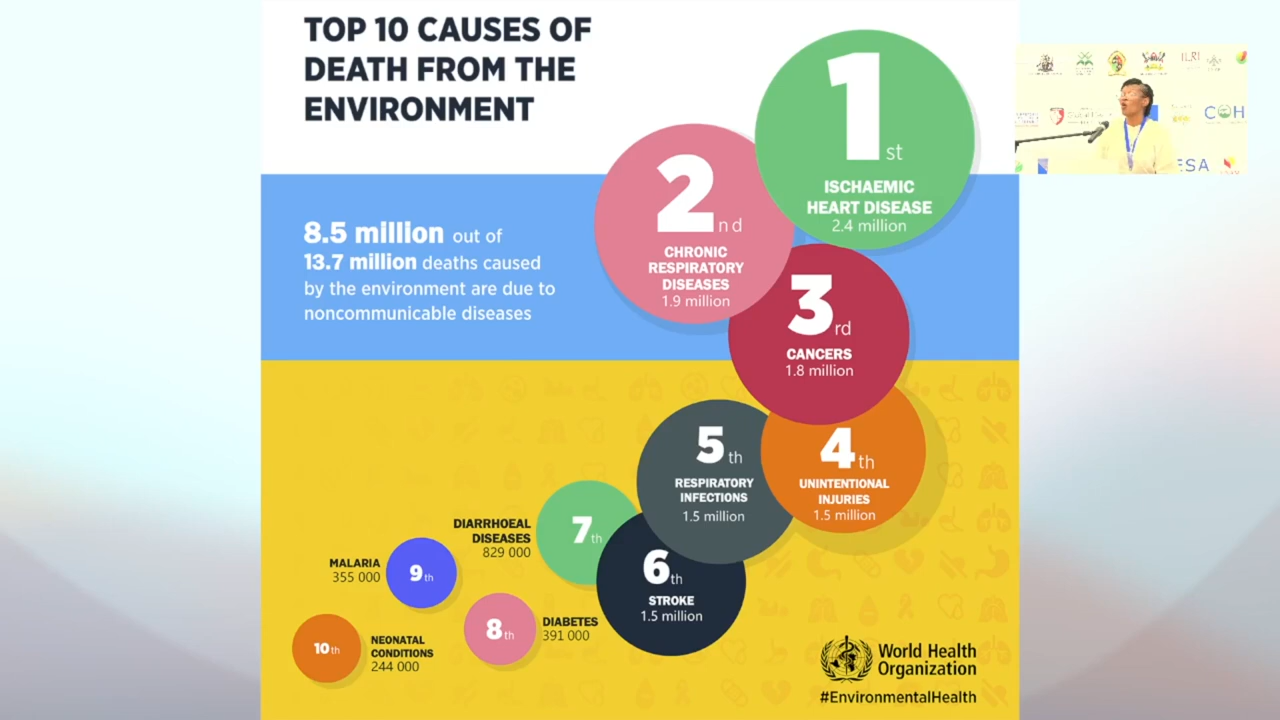 TOP 10 CAUSES OF
DEATH FROM THE
ENVIRONMENT
8.5 million out of
13.7 million deaths caused
by the environment are due to
noncommunicable diseases
1st
ISCHAEMIC
HEART DISEASE
2.4 million
2nd
CHRONIC
RESPIRATORY
DISEASES
1.9 million
3rd
CANCERS
1.8 million
4th
UNINTENTIONAL
INJURIES
1.5 million
5th
RESPIRATORY
INFECTIONS
1.5 million
6th
STROKE
1.5 million
7th
DIARRHOEAL
DISEASES
829 000
8th
DIABETES
391 000
9th
MALARIA
355 000
10th
NEONATAL
CONDITIONS
244 000
World Health
Organization
#EnvironmentalHealth
ILRI
COH
ESA